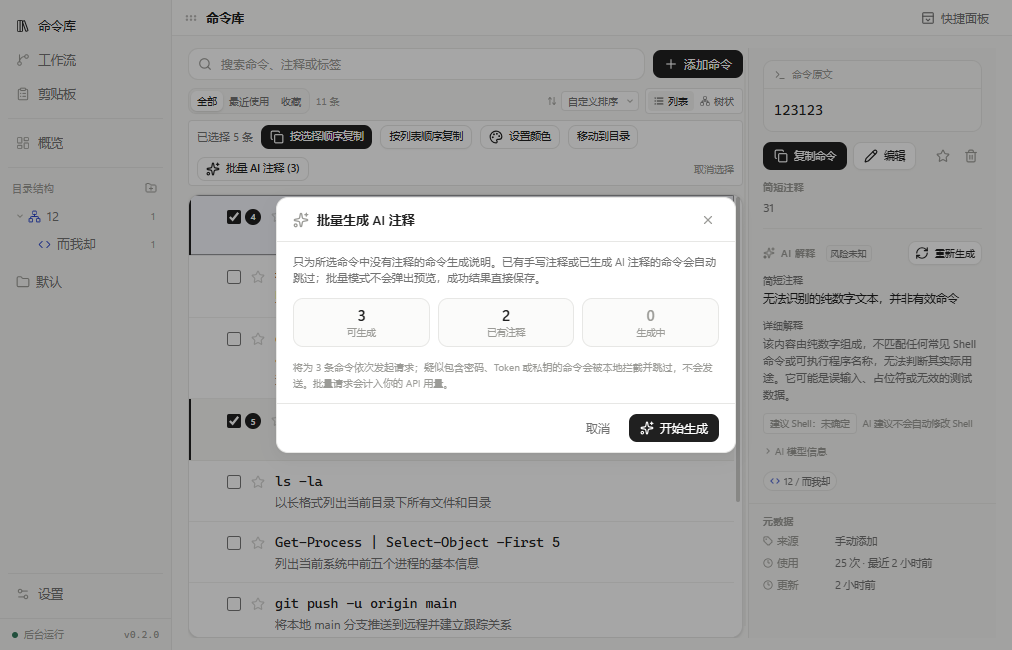 命令库
工作流
剪贴板
概览
目录结构
12 1
而我却 1
默认
设置
后台运行 v0.2.0
命令库
快捷面板
搜索命令、注释或标签
添加命令
全部 最近使用 收藏 11 条 自定义排序 列表 树状
已选择 5 条 按选择顺序复制 按列表顺序复制 设置颜色 移动到目录
批量 AI 注释 (3) 取消选择
4
5
批量生成 AI 注释
只为所选命令中没有注释的命令生成说明。已有手写注释或已生成 AI 注释的命令会自动
跳过；批量模式不会弹出预览，成功结果直接保存。
3 2 0
可生成 已有注释 生成中
将为 3 条命令依次发起请求；疑似包含密码、Token 或私钥的命令会被本地拦截并跳过，不会发
送。批量请求会计入你的 API 用量。
取消 开始生成
ls -la
以长格式列出当前目录下所有文件和目录
Get-Process | Select-Object -First 5
列出当前系统中前五个进程的基本信息
git push -u origin main
将本地 main 分支推送到远程并建立跟踪关系
命令原文
123123
复制命令 编辑
简短注释
31
AI 解释 风险未知 重新生成
简短注释
无法识别的纯数字文本，并非有效命令
详细解释
该内容由纯数字组成，不匹配任何常见 Shell
命令或可执行程序名称，无法判断其实际用
途。它可能是误输入、占位符或无效的测试
数据。
建议 Shell：未确定 AI 建议不会自动修改 Shell
AI 模型信息
12 / 而我却
元数据
来源 手动添加
使用 25 次 · 最近 2 小时前
更新 2 小时前